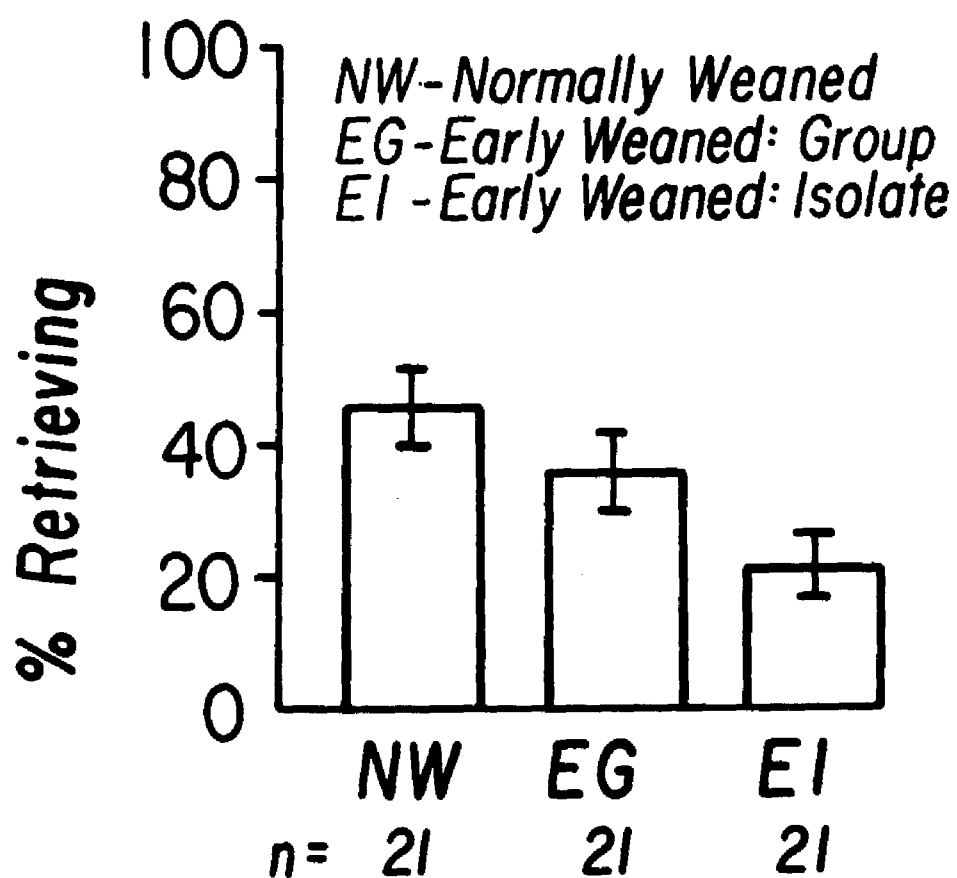 100
NW-Normally Weaned
EG-Early Weaned: Group
80
EI-Early Weaned: Isolate
60
% Retrieving
40
20
0
NW EG EI
n= 21 21 21